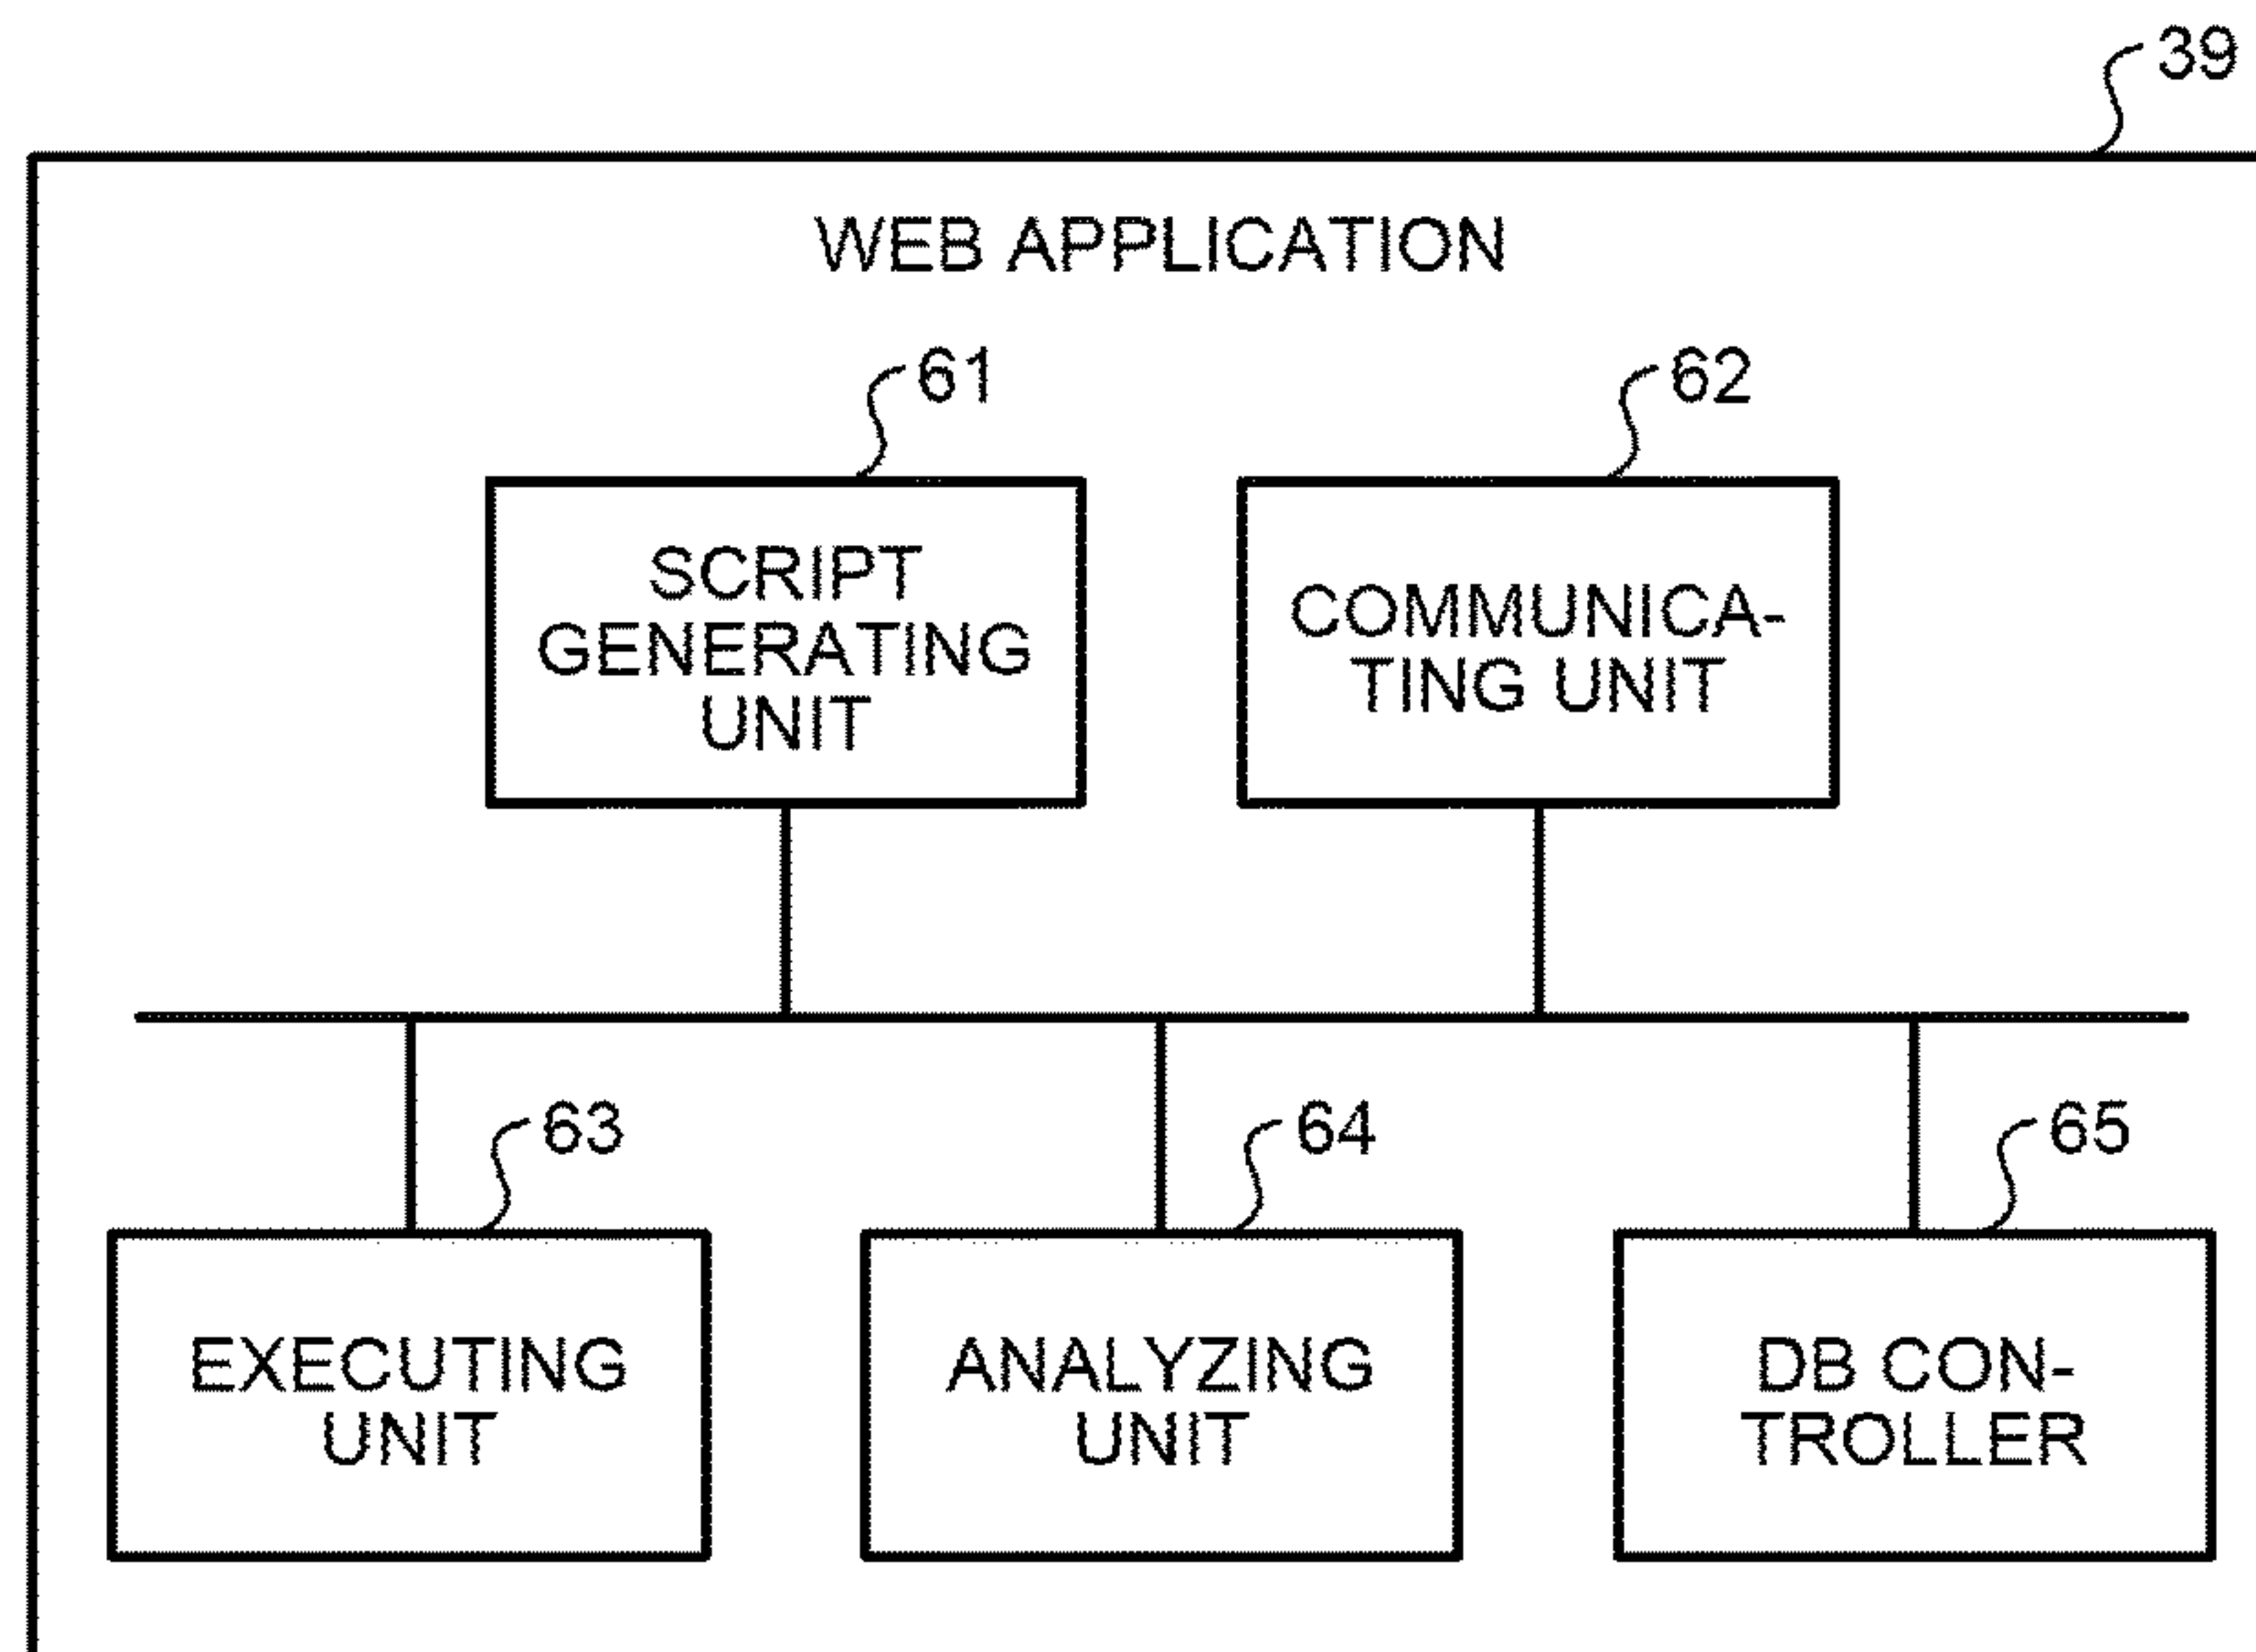 39
WEB APPLICATION
61
62
SCRIPT
GENERATING
UNIT
COMMUNICA-
TING UNIT
63
64
65
EXECUTING
UNIT
ANALYZING
UNIT
DB CON-
TROLLER